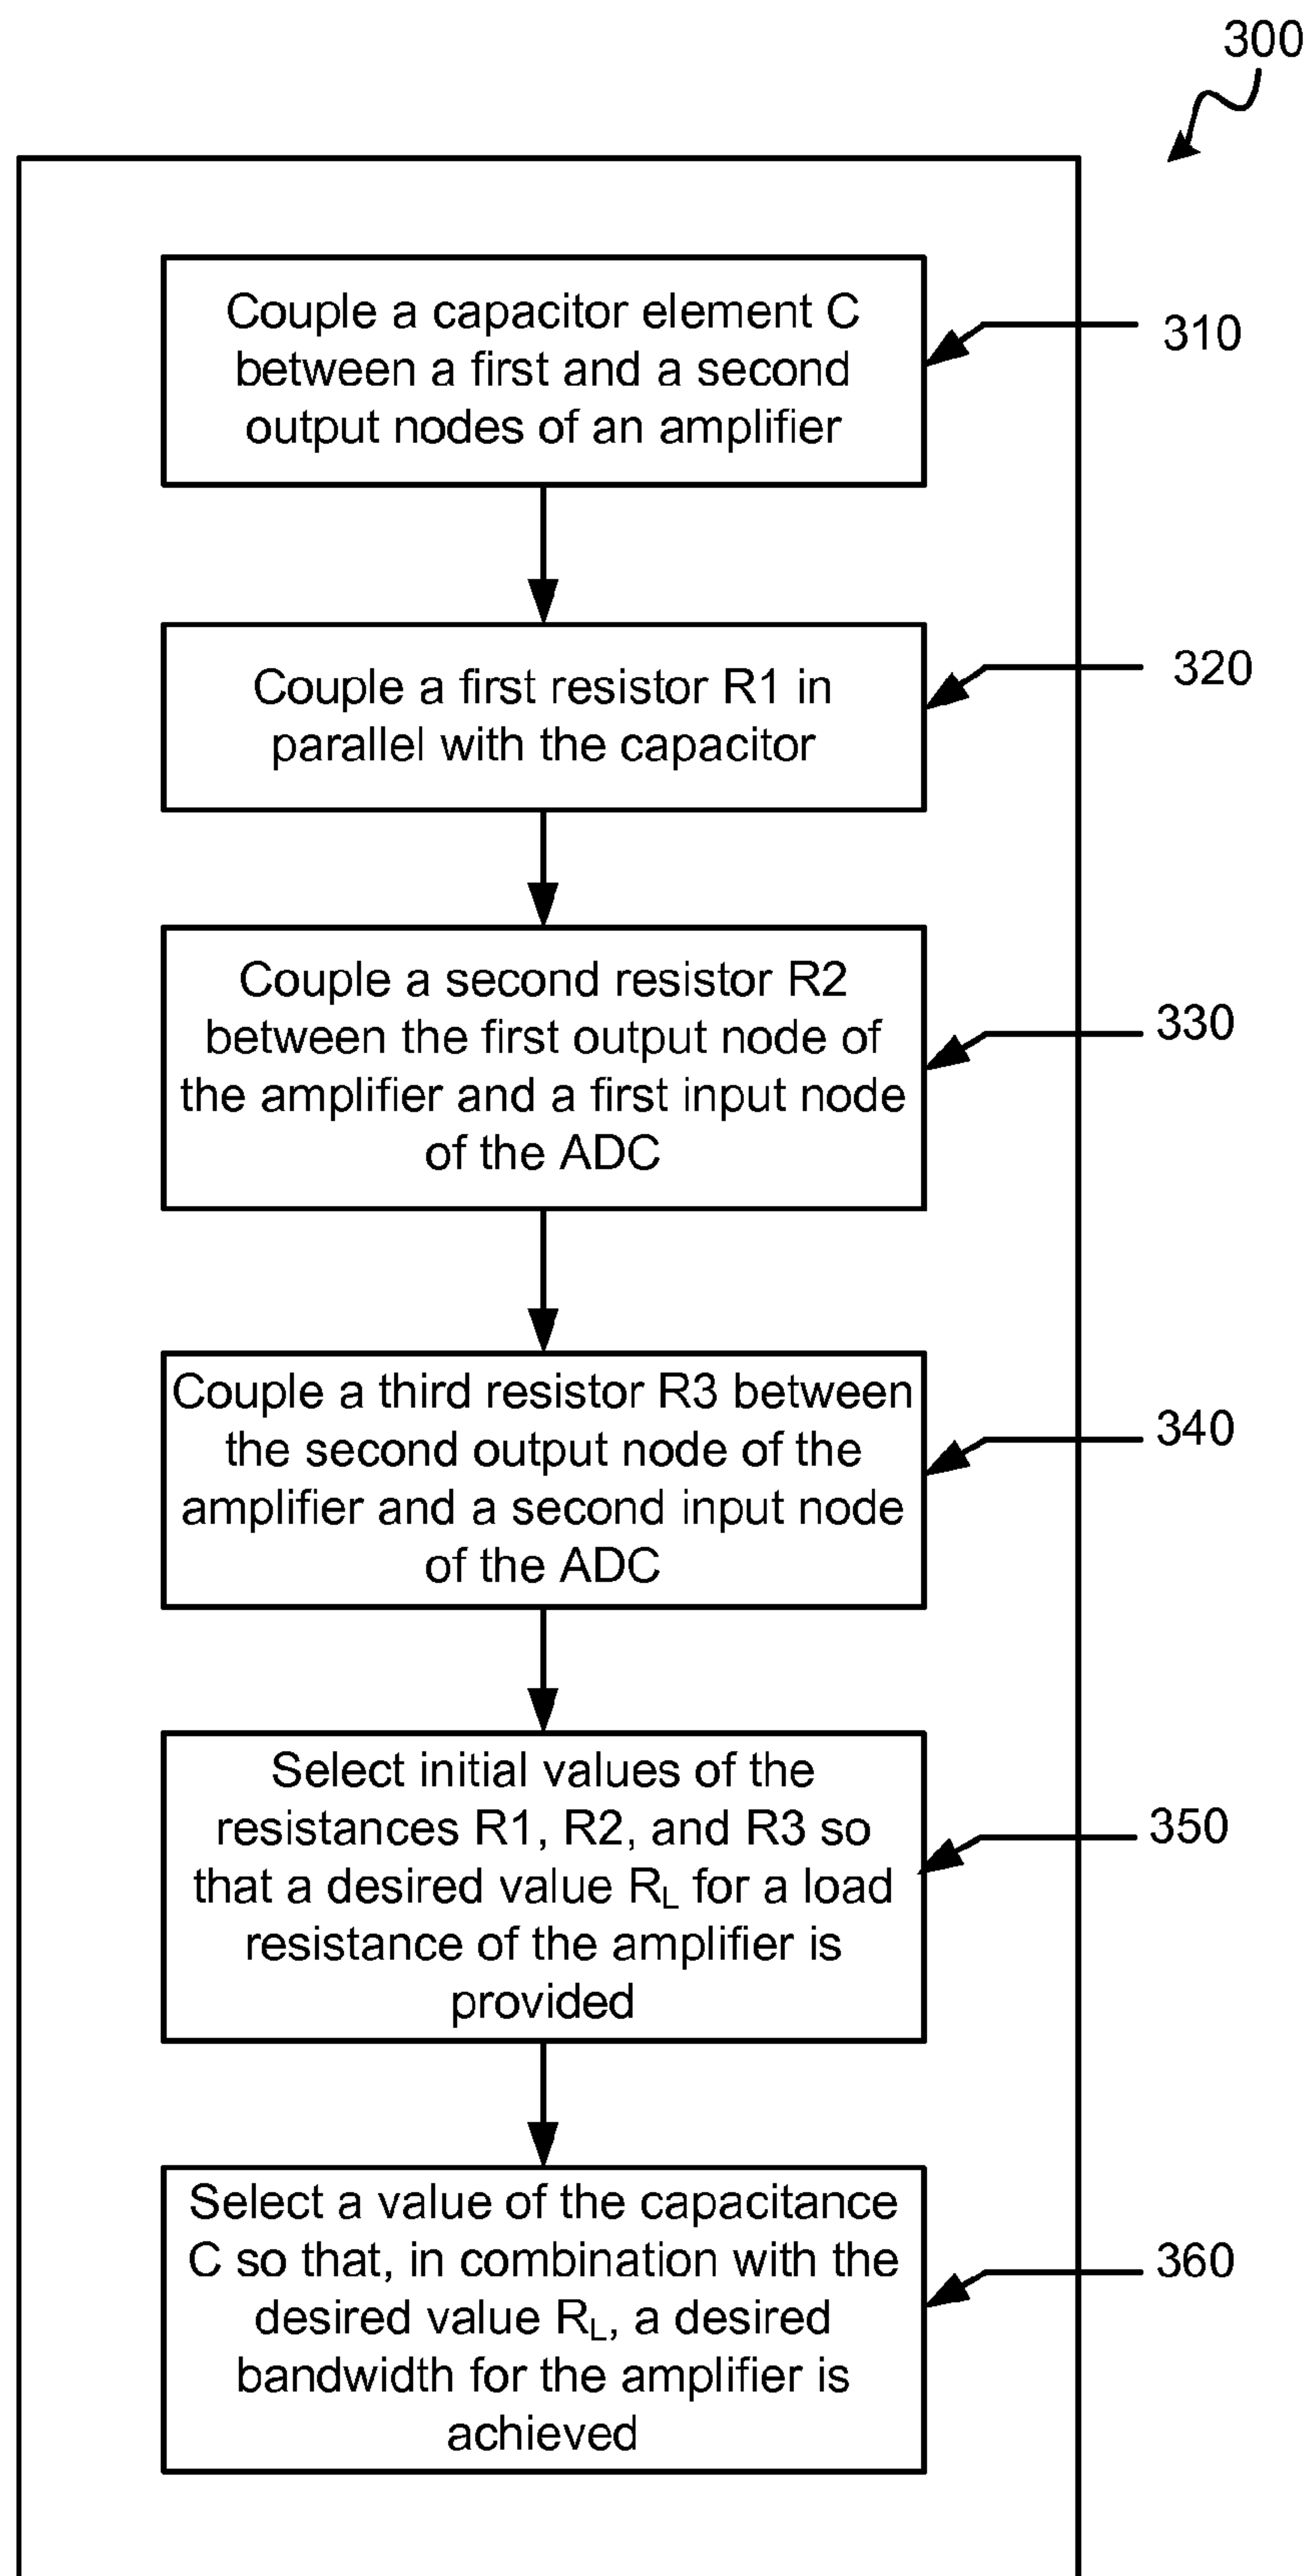 300
Couple a capacitor element C
between a first and a second
output nodes of an amplifier
310
Couple a first resistor R1 in
parallel with the capacitor
320
Couple a second resistor R2
between the first output node of
the amplifier and a first input node
of the ADC
330
Couple a third resistor R3 between
the second output node of the
amplifier and a second input node
of the ADC
340
Select initial values of the
resistances R1, R2, and R3 so
that a desired value RL for a load
resistance of the amplifier is
provided
350
Select a value of the capacitance
C so that, in combination with the
desired value RL, a desired
bandwidth for the amplifier is
achieved
360